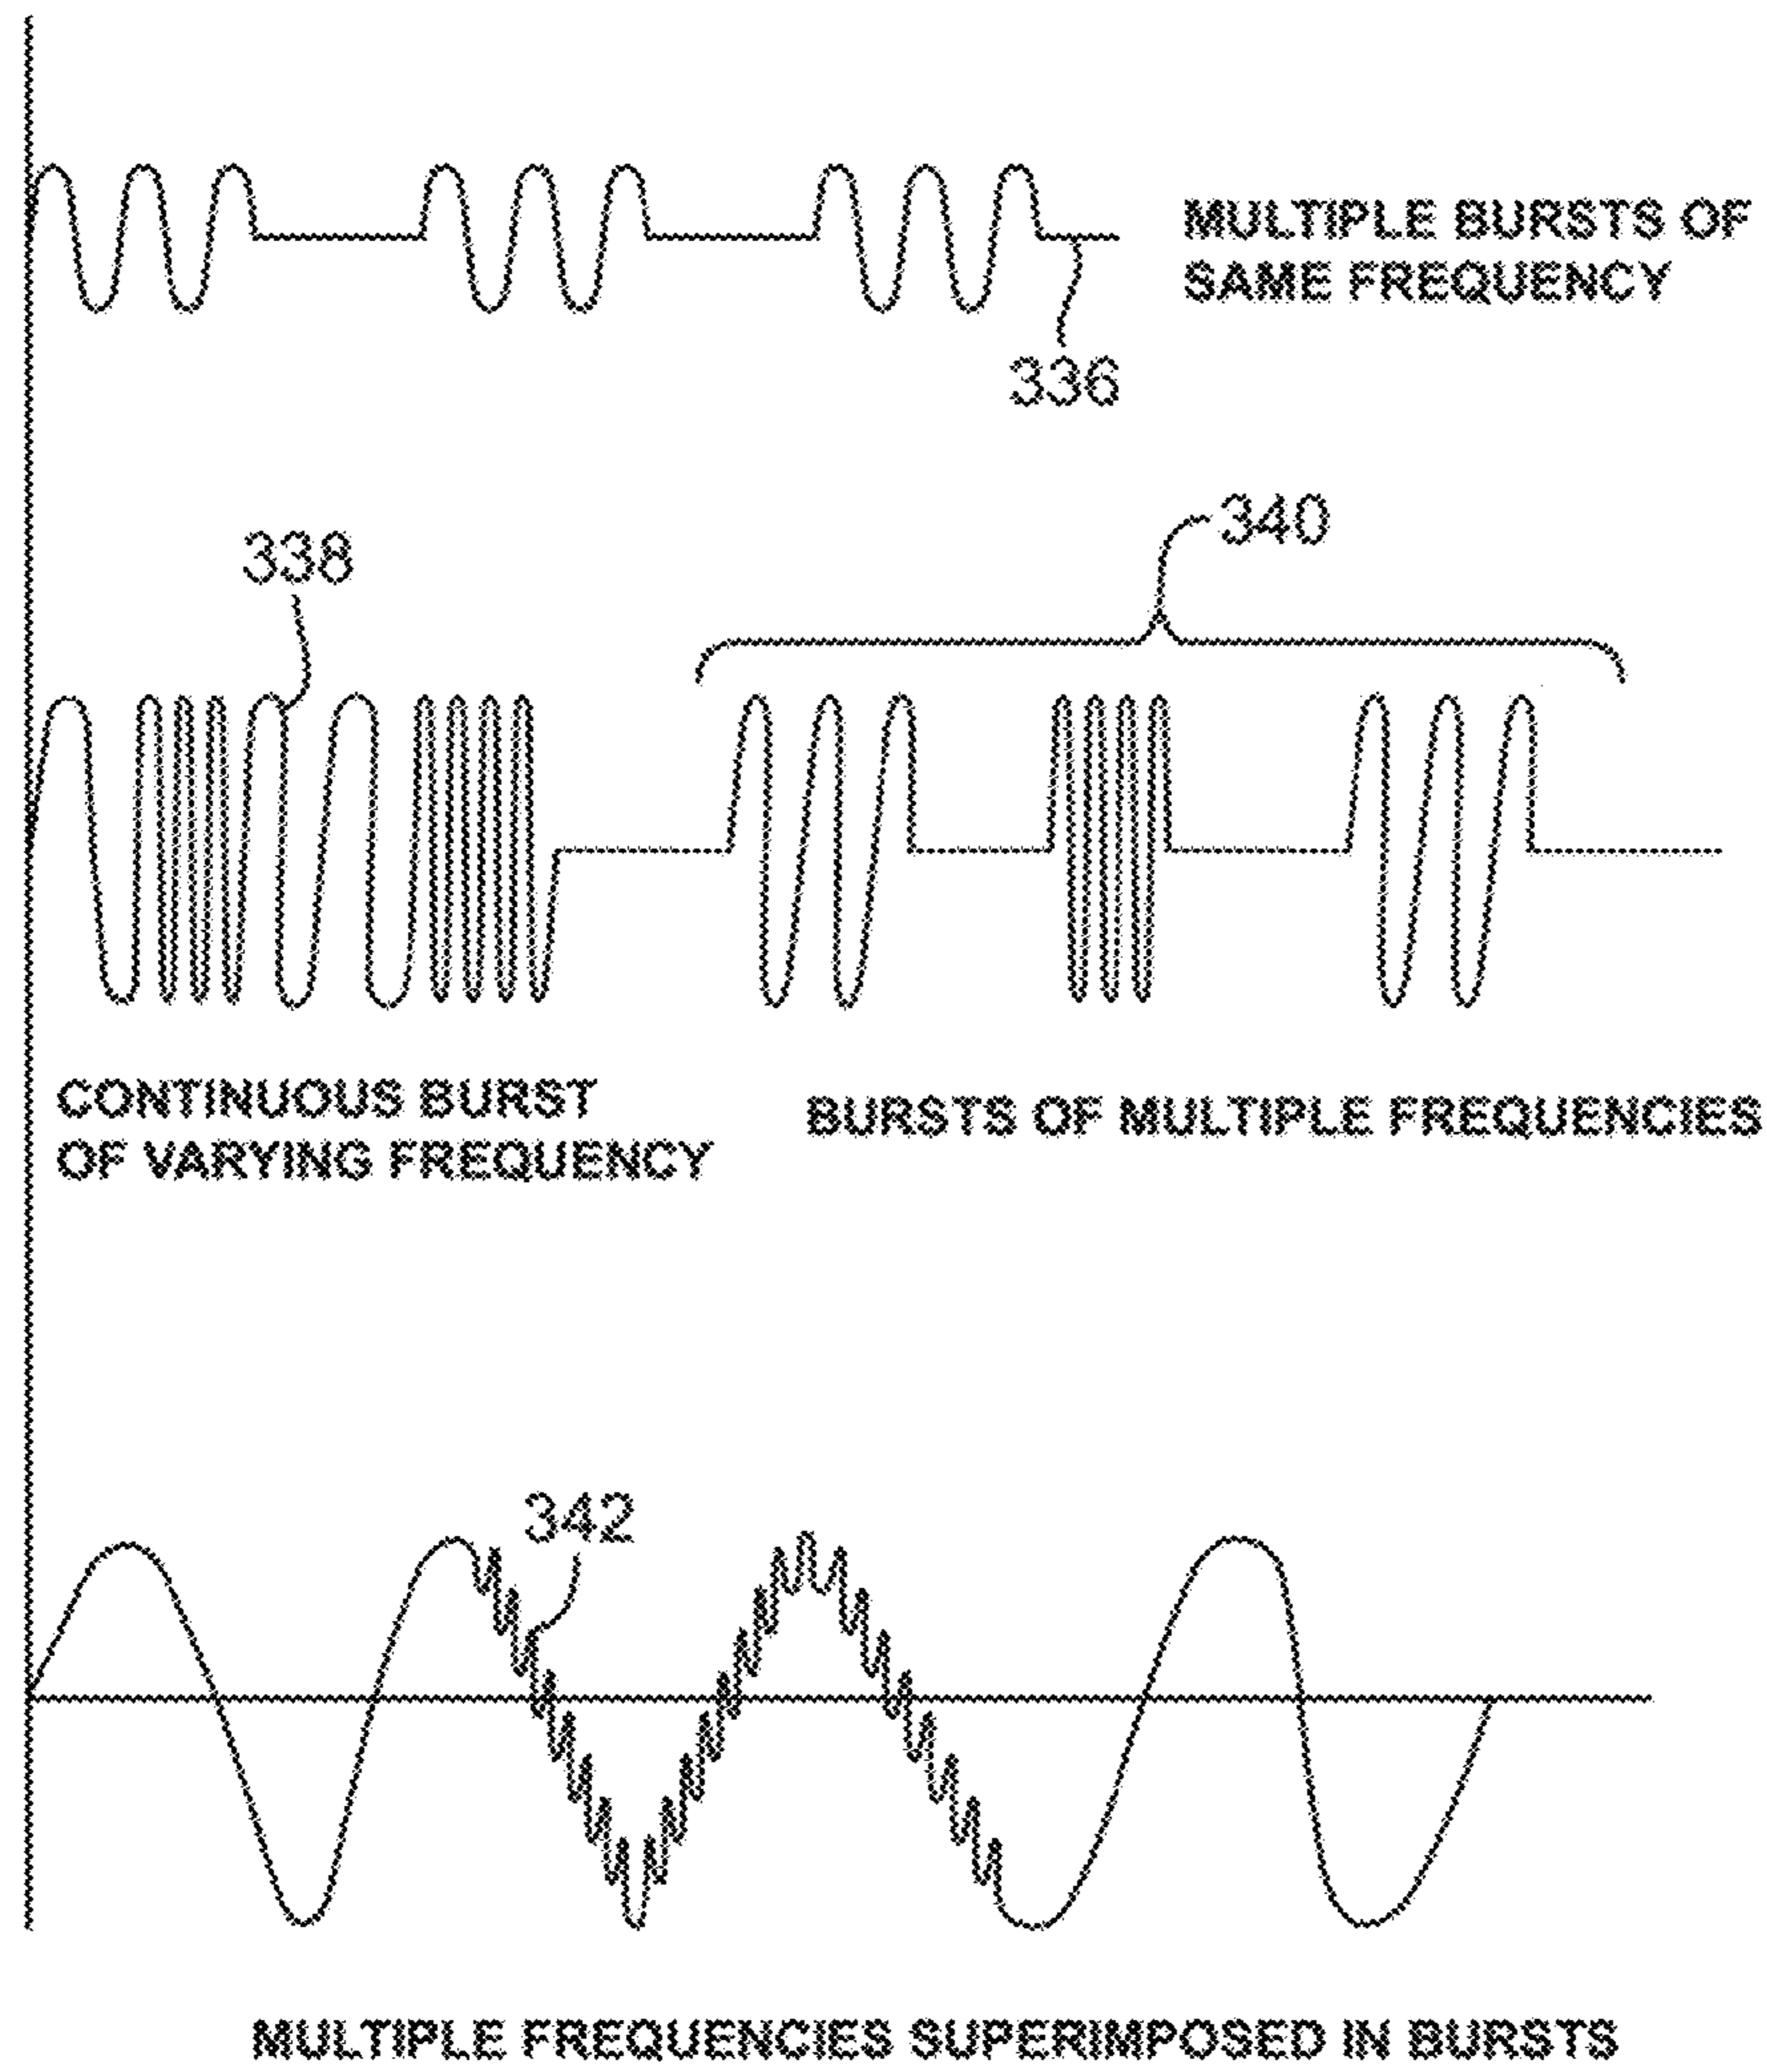 MULTIPLE BURSTS OF
SAME FREQUENCY
336
340
338
CONTINUOUS BURST
OF VARYING FREQUENCY
BURSTS OF MULTIPLE FREQUENCIES
342
MULTIPLE FREQUENCIES SUPERIMPOSED IN BURSTS